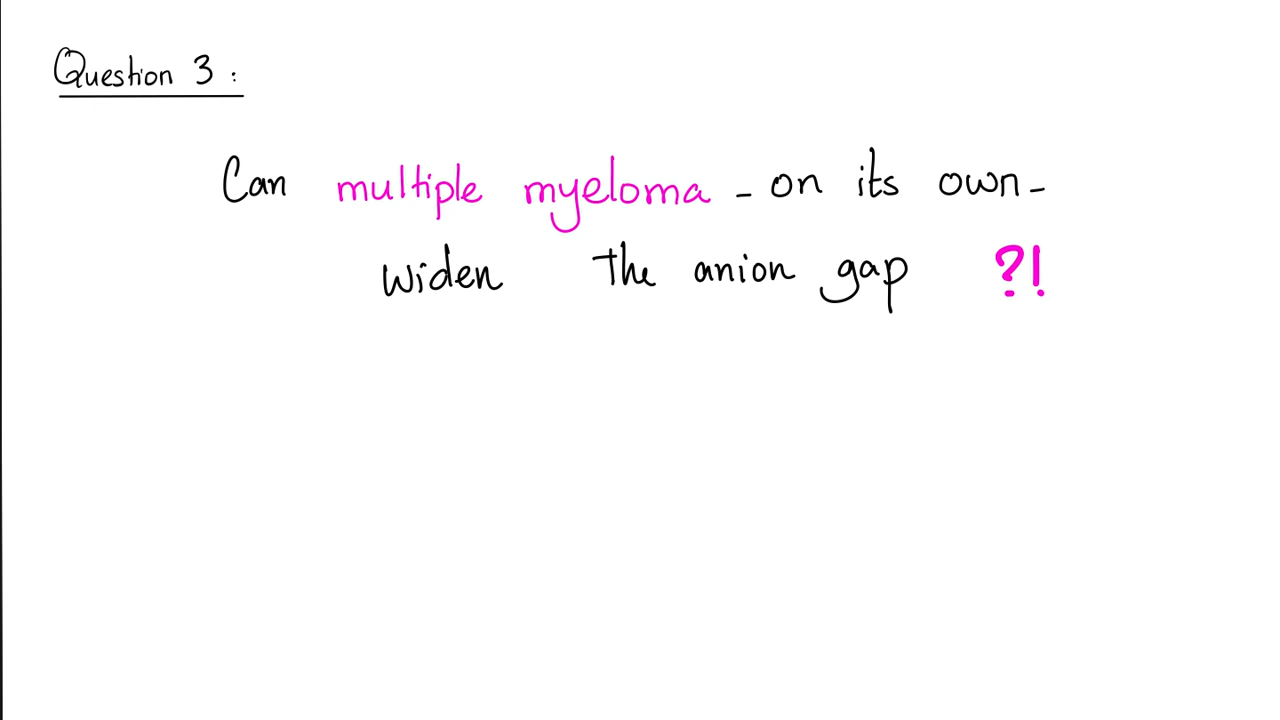 Question 3 :
Can multiple myeloma - on its own -
widen the anion gap ?!